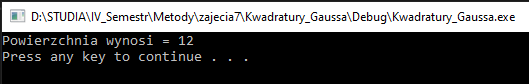 D:\STUDIA\IV_Semestr\Metody\zajecia7\Kwadratury_Gaussa\Debug\Kwadratury_Gaussa.exe
Powierzchnia wynosi = 12
Press any key to continue . . .